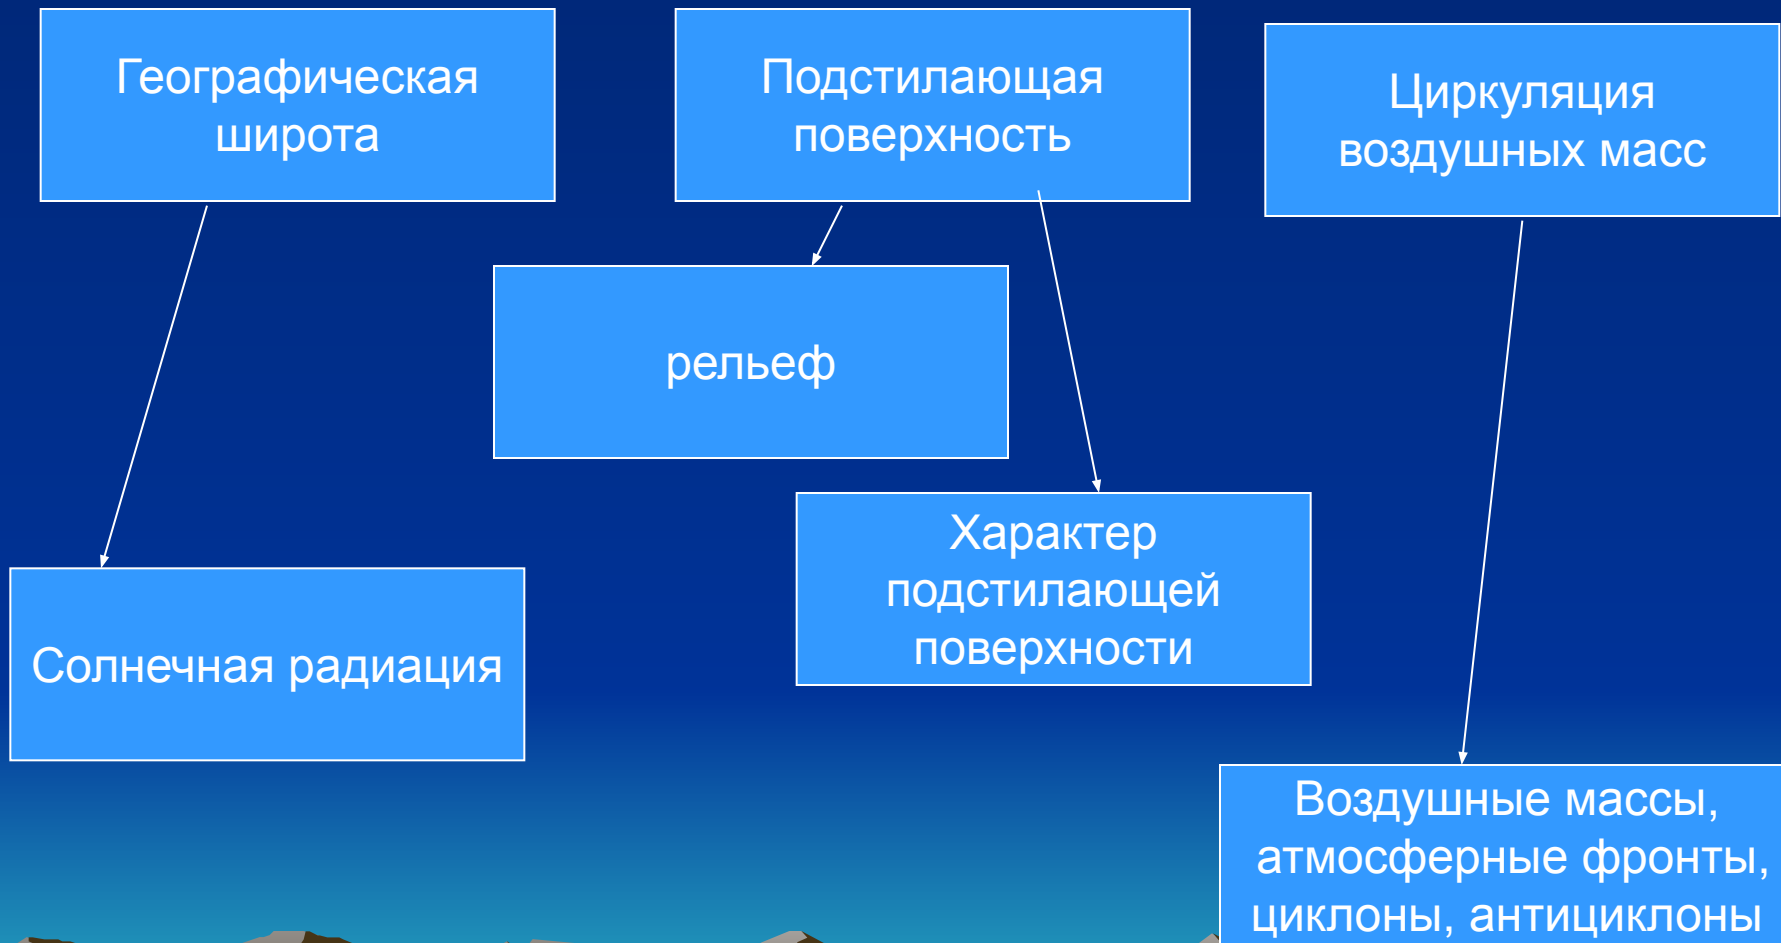 Географическая
широта
Подстилающая
поверхность
Циркуляция
воздушных масс
рельеф
Характер
подстилающей
поверхности
Солнечная радиация
Воздушные массы,
атмосферные фронты,
циклоны, антициклоны